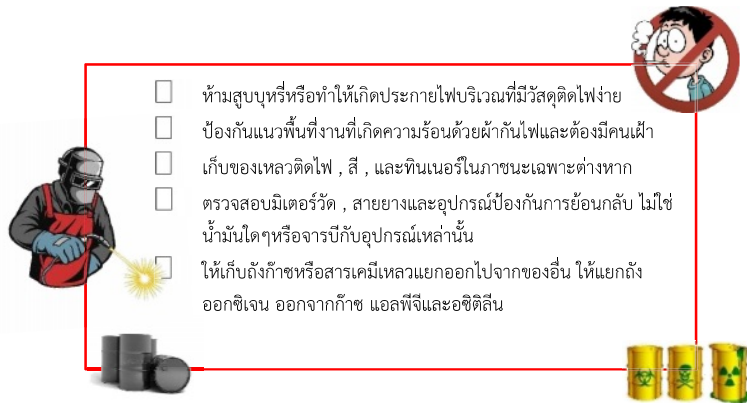 ห้ามสูบบุหรี่หรือทำให้เกิดประกายไฟบริเวณที่มีวัสดุติดไฟง่าย
ป้องกันแนวพื้นที่งานที่เกิดความร้อนด้วยผ้ากันไฟและต้องมีคนเฝ้า
เก็บของเหลวติดไฟ , สี , และทินเนอร์ในภาชนะเฉพาะต่างหาก
ตรวจสอบมิเตอร์วัด , สายยางและอุปกรณ์ป้องกันการย้อนกลับ ไม่ใช่
น้ำมันใดๆหรือจารบีกับอุปกรณ์เหล่านั้น
ให้เก็บถังก๊าซหรือสารเคมีเหลวแยกออกไปจากของอื่น ให้แยกถัง
ออกซิเจน ออกจากก๊าซ แอลพีจีและอซิติลีน